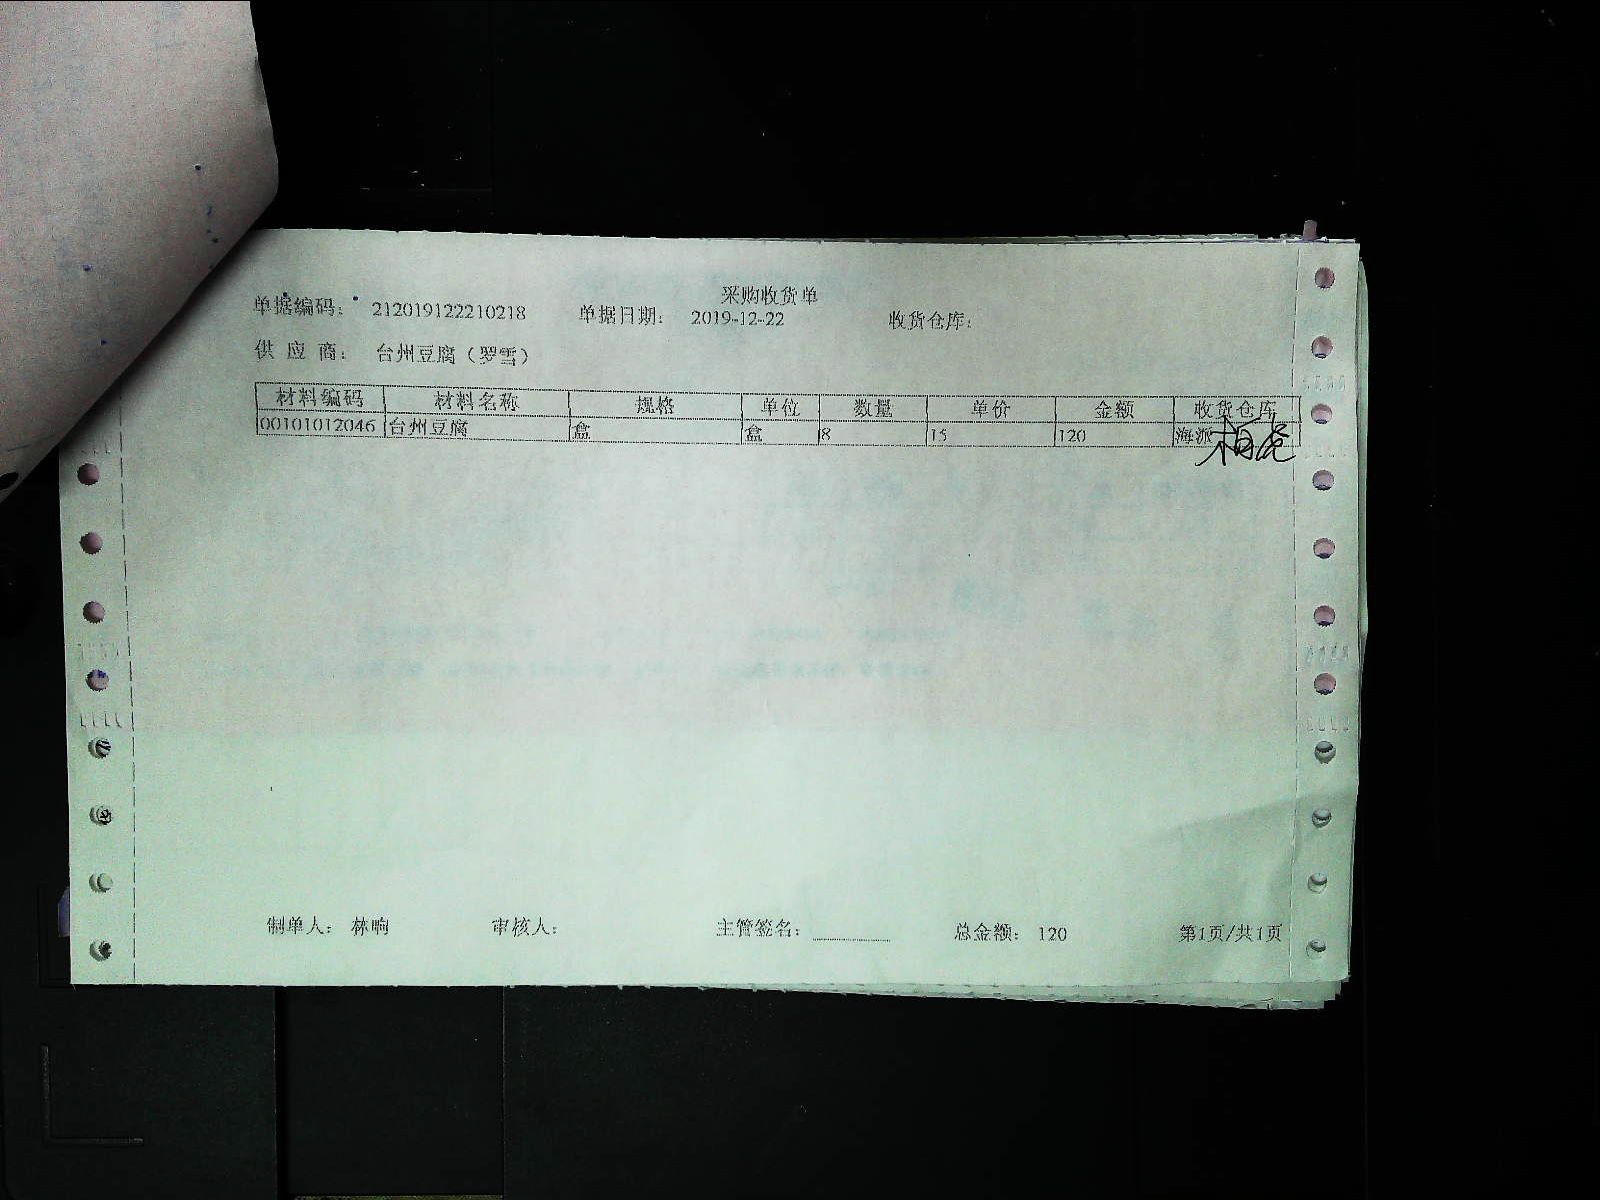 采购收货单
单据编码： 212019122210218 单据日期： 2019-12-22 收货仓库：
供 应 商： 台州豆腐（罗雪）
材料编码 材料名称 规格 单位 数量 单价 金额 收货仓库
00101012046 台州豆腐 盒 盒 8 15 120 海派
制单人： 林晌 审核人： 主管签名： 总金额： 120 第1页/共1页